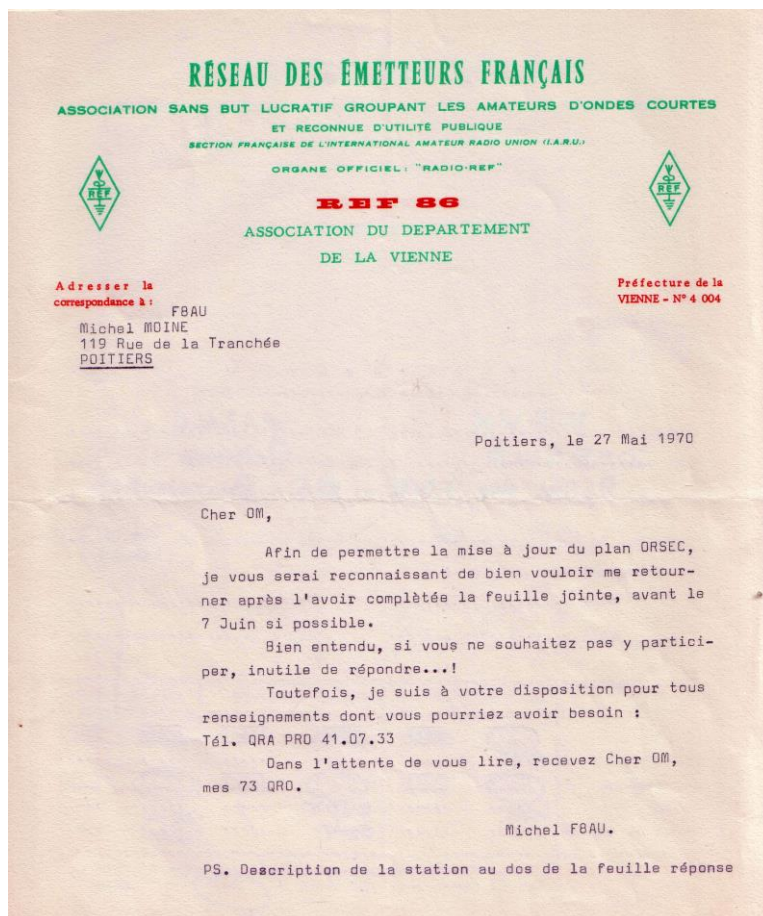 RÉSEAU DES ÉMETTEURS FRANÇAIS
ASSOCIATION SANS BUT LUCRATIF GROUPANT LES AMATEURS D'ONDES COURTES
ET RECONNUE D'UTILITÉ PUBLIQUE
SECTION FRANÇAISE DE L'INTERNATIONAL AMATEUR RADIO UNION (I.A.R.U.)
ORGANE OFFICIEL: "RADIO-REF"
REF
REF
REF 86
ASSOCIATION DU DEPARTEMENT
DE LA VIENNE
Adresser la
correspondance à :
Préfecture de la
VIENNE - N° 4 004
F8AU
Michel MOINE
119 Rue de la Tranchée
POITIERS
Poitiers, le 27 Mai 1970
Cher OM,
Afin de permettre la mise à jour du plan ORSEC,
je vous serai reconnaissant de bien vouloir me retour-
ner après l'avoir complètée la feuille jointe, avant le
7 Juin si possible.
Bien entendu, si vous ne souhaitez pas y partici-
per, inutile de répondre...!
Toutefois, je suis à votre disposition pour tous
renseignements dont vous pourriez avoir besoin :
Tél. QRA PRO 41.07.33
Dans l'attente de vous lire, recevez Cher OM,
mes 73 QRO.
Michel F8AU.
PS. Description de la station au dos de la feuille réponse